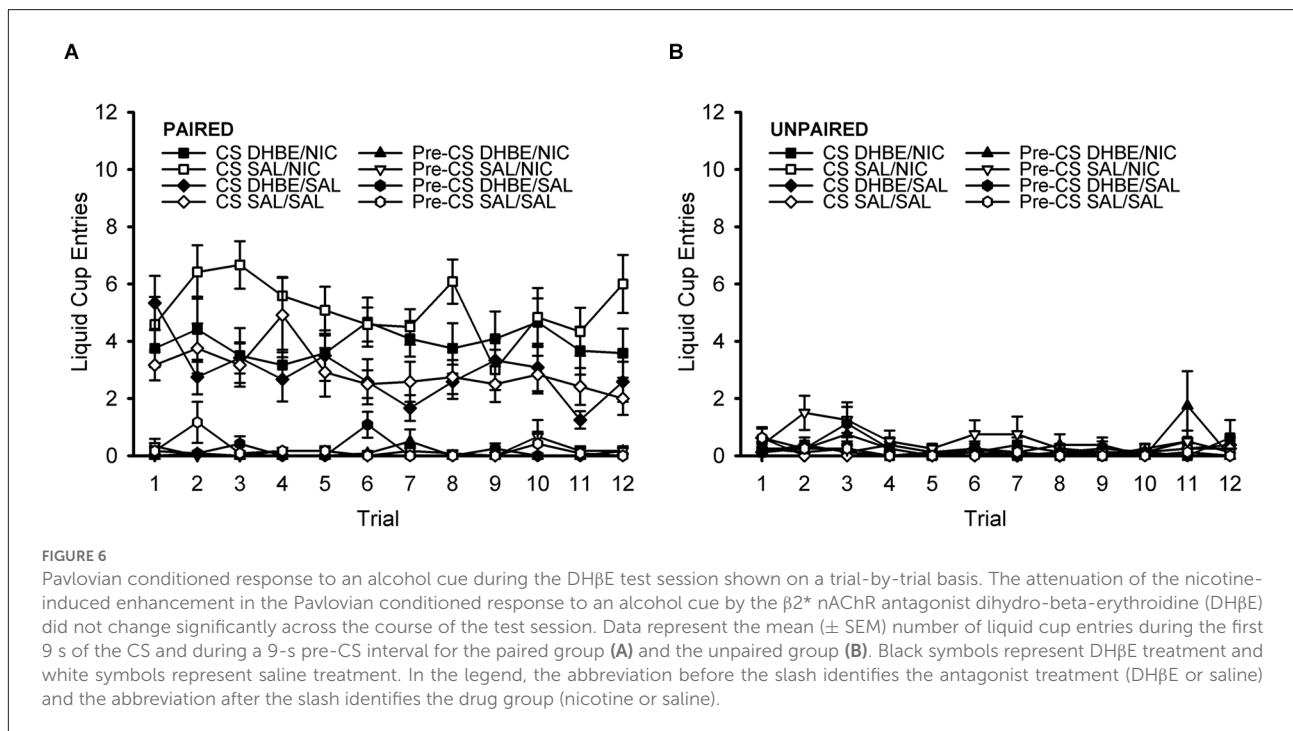 A
B
12
10
8
6
4
2
0
Liquid Cup Entries
PAIRED
CS DHBE/NIC
CS SAL/NIC
CS DHBE/SAL
CS SAL/SAL
Pre-CS DHBE/NIC
Pre-CS SAL/NIC
Pre-CS DHBE/SAL
Pre-CS SAL/SAL
1 2 3 4 5 6 7 8 9 10 11 12
Trial
12
10
8
6
4
2
0
Liquid Cup Entries
UNPAIRED
CS DHBE/NIC
CS SAL/NIC
CS DHBE/SAL
CS SAL/SAL
Pre-CS DHBE/NIC
Pre-CS SAL/NIC
Pre-CS DHBE/SAL
Pre-CS SAL/SAL
1 2 3 4 5 6 7 8 9 10 11 12
Trial
FIGURE 6
Pavlovian conditioned response to an alcohol cue during the DHβE test session shown on a trial-by-trial basis. The attenuation of the nicotine-
induced enhancement in the Pavlovian conditioned response to an alcohol cue by the β2* nAChR antagonist dihydro-beta-erythroidine (DHβE)
did not change significantly across the course of the test session. Data represent the mean (± SEM) number of liquid cup entries during the first
9 s of the CS and during a 9-s pre-CS interval for the paired group (A) and the unpaired group (B). Black symbols represent DHβE treatment and
white symbols represent saline treatment. In the legend, the abbreviation before the slash identifies the antagonist treatment (DHβE or saline)
and the abbreviation after the slash identifies the drug group (nicotine or saline).